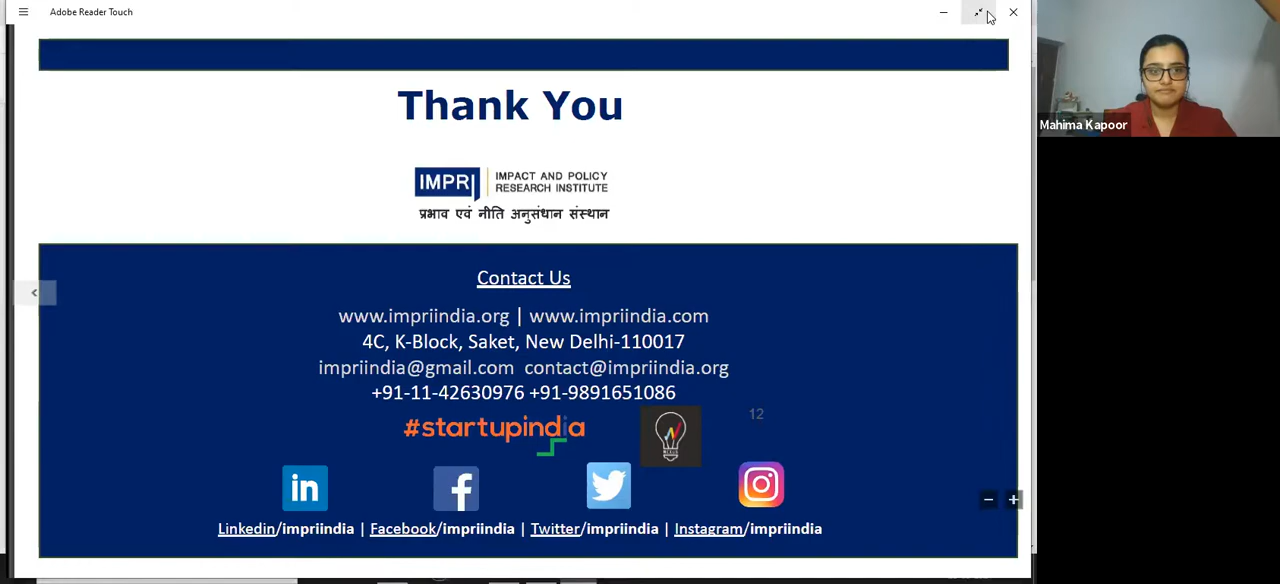 Adobe Reader Touch
Thank You
IMPRI
IMPACT AND POLICY
RESEARCH INSTITUTE
प्रभाव एवं नीति अनुसंधान संस्थान
Mahima Kapoor
Contact Us
www.impriindia.org | www.impriindia.com
4C, K-Block, Saket, New Delhi-110017
impriindia@gmail.com contact@impriindia.org
+91-11-42630976 +91-9891651086
12
#startupindia
in
f
Linkedin/impriindia | Facebook/impriindia | Twitter/impriindia | Instagram/impriindia